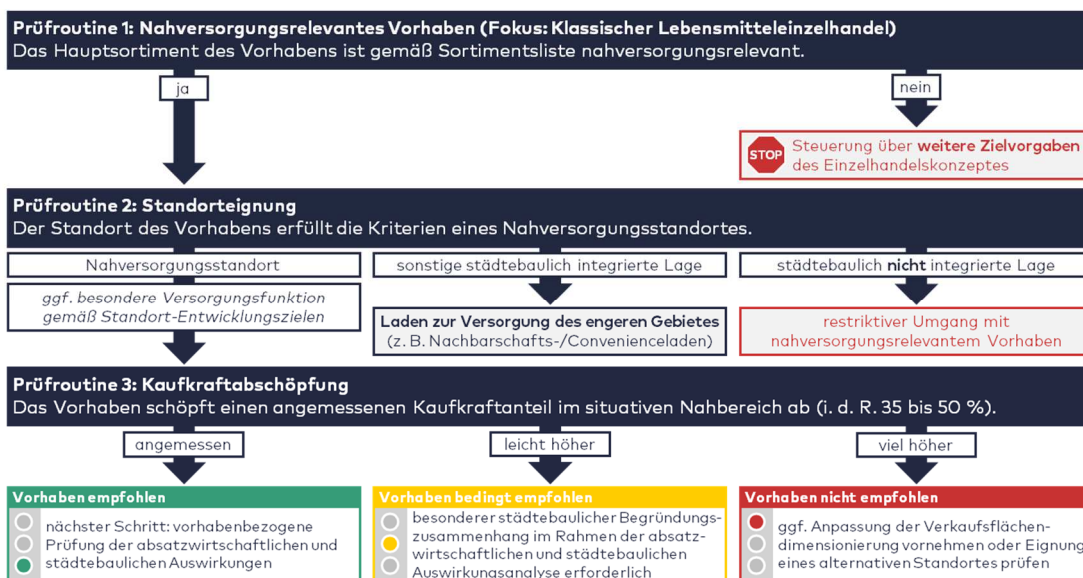 Prüfroutine 1: Nahversorgungsrelevantes Vorhaben (Fokus: Klassischer Lebensmitteleinzelhandel)
Das Hauptsortiment des Vorhabens ist gemäß Sortimentsliste nahversorgungsrelevant.
ja
nein
STOP
Steuerung über weitere Zielvorgaben
des Einzelhandelskonzeptes
Prüfroutine 2: Standorteignung
Der Standort des Vorhabens erfüllt die Kriterien eines Nahversorgungsstandortes.
Nahversorgungsstandort
ggf. besondere Versorgungsfunktion
gemäß Standort-Entwicklungszielen
sonstige städtebaulich integrierte Lage
Laden zur Versorgung des engeren Gebietes
(z. B. Nachbarschafts-/Convenienceladen)
städtebaulich nicht integrierte Lage
restriktiver Umgang mit
nahversorgungsrelevantem Vorhaben
Prüfroutine 3: Kaufkraftabschöpfung
Das Vorhaben schöpft einen angemessenen Kaufkraftanteil im situativen Nahbereich ab (i. d. R. 35 bis 50 %).
angemessen
leicht höher
viel höher
Vorhaben empfohlen
nächster Schritt: vorhabenbezogene
Prüfung der absatzwirtschaftlichen und
städtebaulichen Auswirkungen
Vorhaben bedingt empfohlen
besonderer städtebaulicher Begründungs-
zusammenhang im Rahmen der absatz-
wirtschaftlichen und städtebaulichen
Auswirkungsanalyse erforderlich
Vorhaben nicht empfohlen
ggf. Anpassung der Verkaufsflächen-
dimensionierung vornehmen oder Eignung
eines alternativen Standortes prüfen